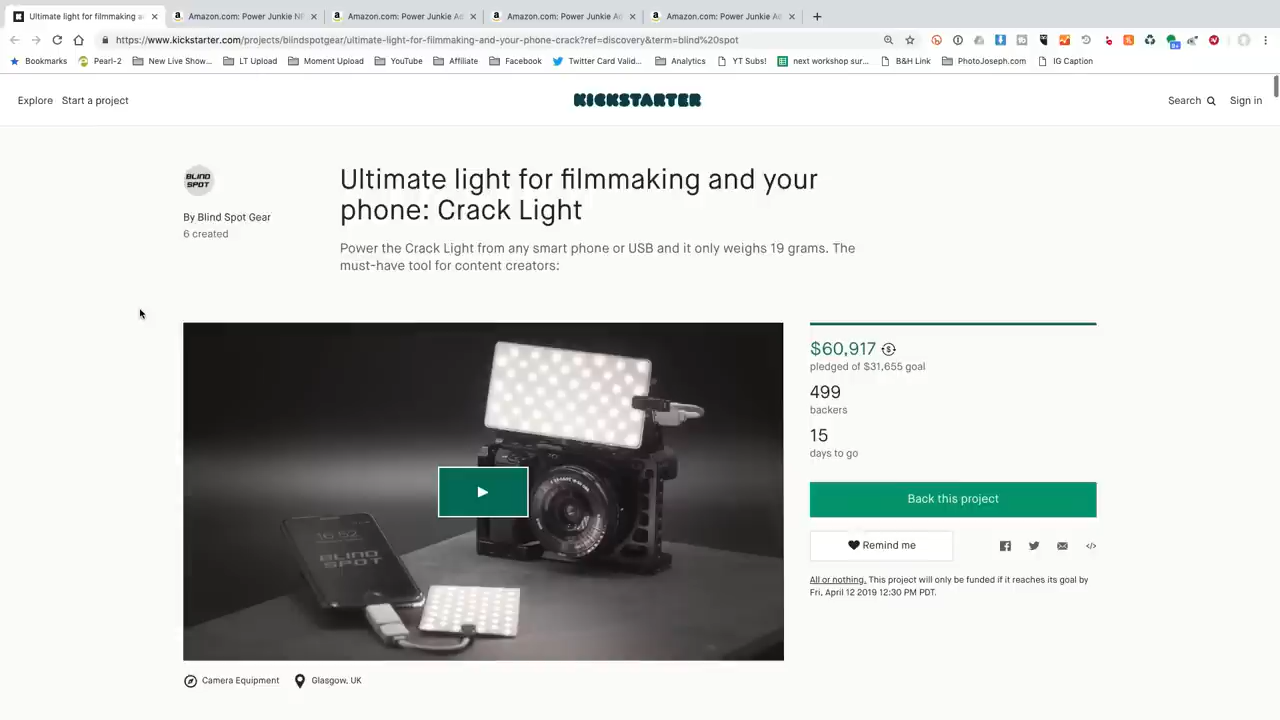 Ultimate light for filmmaking a
Amazon.com: Power Junkie NP
Amazon.com: Power Junkie Ad
Amazon.com: Power Junkie Ad
Amazon.com: Power Junkie Ad
https://www.kickstarter.com/projects/blindspotgear/ultimate-light-for-filmmaking-and-your-phone-crack?ref=discovery&term=blind%20spot
Bookmarks Pearl-2 New Live Show... LT Upload Moment Upload YouTube Affiliate Facebook Twitter Card Valid... Analytics YT Subs! next workshop sur... B&H Link PhotoJoseph.com IG Caption
Explore Start a project KICKSTARTER Search Sign in
BLIND
SPOT
By Blind Spot Gear
6 created
Ultimate light for filmmaking and your
phone: Crack Light
Power the Crack Light from any smart phone or USB and it only weighs 19 grams. The
must-have tool for content creators:
16:52
BLIND
SPOT
$60,917
pledged of $31,655 goal
499
backers
15
days to go
Back this project
Remind me
All or nothing. This project will only be funded if it reaches its goal by
Fri, April 12 2019 12:30 PM PDT.
Camera Equipment Glasgow, UK